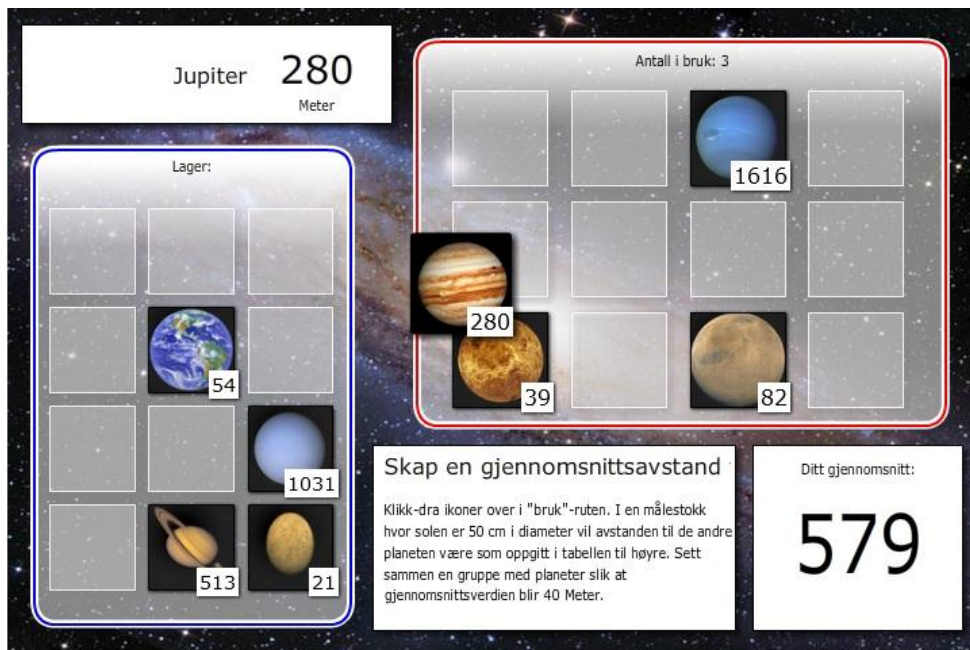 Jupiter 280
Meter
Antall i bruk: 3
1616
280
39
82
Lager:
54
1031
513
21
Skap en gjennomsnittsavstand
Klikk-dra ikoner over i "bruk"-ruten. I en målestokk
hvor solen er 50 cm i diameter vil avstanden til de andre
planeten være som oppgitt i tabellen til høyre. Sett
sammen en gruppe med planeter slik at
gjennomsnittsverdien blir 40 Meter.
Ditt gjennomsnitt:
579